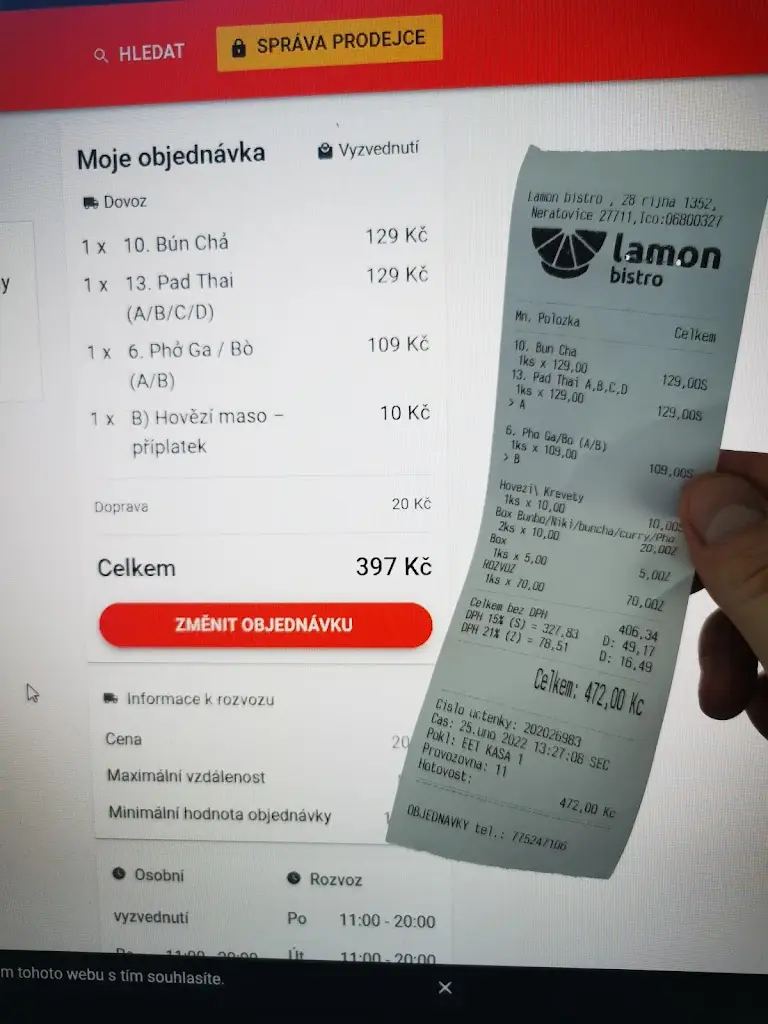 HLEDAT
SPRÁVA PRODEJCE
Moje objednávka
Vyzvednutí
Dovoz
1 x 10. Bún Chả 129 Kč
1 x 13. Pad Thai 129 Kč
(A/B/C/D)
1 x 6. Phở Ga / Bò 109 Kč
(A/B)
1 x B) Hovězí maso – 10 Kč
příplatek
Doprava 20 Kč
Celkem 397 Kč
ZMĚNIT OBJEDNÁVKU
Informace k rozvozu
Cena 20
Maximální vzdálenost
Minimální hodnota objednávky 1
Osobní
vyzvednutí
Rozvoz
Po 11:00 - 20:00
Út 11:00 - 20:00
m tohoto webu s tím souhlasíte.
y
Lamon bistro , 28 rijna 1352,
Neratovice 27711,Ico:06800327
lamon
bistro
Mn. Polozka Celkem
10. Bun Cha
1ks x 129,00 129,00S
13. Pad Thai A,B,C,D
1ks x 129,00 129,00S
> A
6. Pho Ga/Bo (A/B)
1ks x 109,00 109,00S
> B
Hovezi\ Krevety
1ks x 10,00 10,00S
Box Bunbo/Niki/buncha/curry/Pho
2ks x 10,00 20,00Z
Box
1ks x 5,00 5,00Z
ROZVOZ
1ks x 70,00 70,00Z
Celkem bez DPH 406,34
DPH 15% (S) = 327,83 D: 49,17
DPH 21% (Z) = 78,51 D: 16,49
Celkem: 472,00 Kc
Cislo uctenky: 202026983
Cas: 25.uno 2022 13:27:08 SEC
Pokl: EET KASA 1
Provozovna: 11
Hotovost: 472,00 Kc
OBJEDNAVKY tel.: 775247106